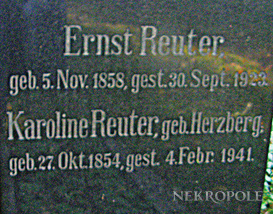 Ernst Reuter,
geb. 5. Nov. 1858, gest. 30. Sept. 1923.
Karoline Reuter, geb. Herzberg,
geb. 27. Okt. 1854, gest. 4. Febr. 1941.
NEKROPOLE